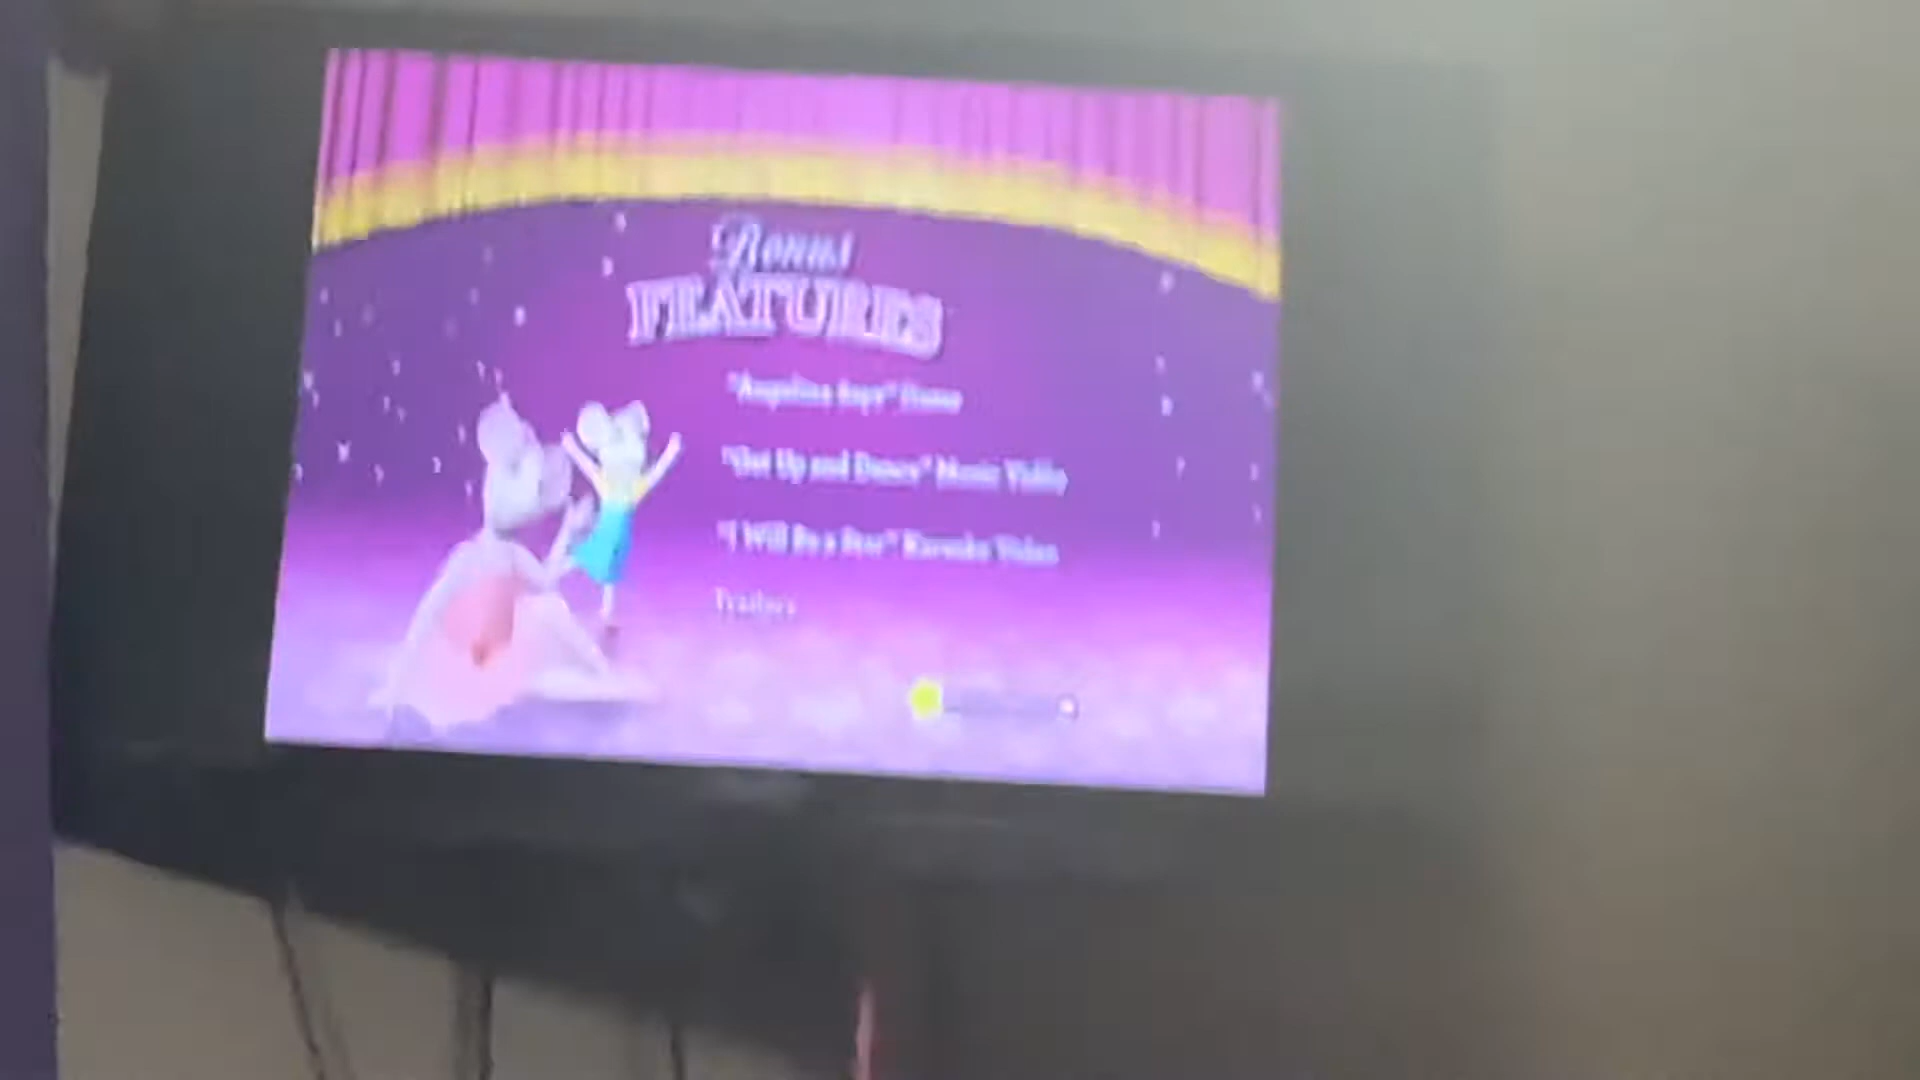 Bonus
FEATURES
"Angelina Says" Game
"Get Up and Dance" Music Video
"I Will Be a Star" Karaoke Video
Trailers